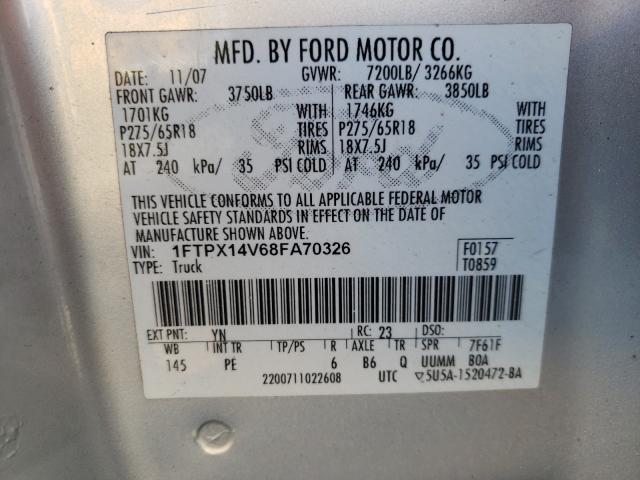 MFD. BY FORD MOTOR CO.
DATE: 11/07 GVWR: 7200LB/ 3266KG
FRONT GAWR: 3750LB REAR GAWR: 3850LB
1701KG WITH 1746KG WITH
P275/65R18 TIRES P275/65R18 TIRES
18X7.5J RIMS 18X7.5J RIMS
AT 240 kPa/ 35 PSI COLD AT 240 kPa/ 35 PSI COLD
THIS VEHICLE CONFORMS TO ALL APPLICABLE FEDERAL MOTOR
VEHICLE SAFETY STANDARDS IN EFFECT ON THE DATE OF
MANUFACTURE SHOWN ABOVE.
VIN: 1FTPX14V68FA70326 F0157
TYPE: Truck T0859
EXT PNT: YN RC: 23 DSO:
WB INT TR TP/PS R AXLE TR SPR 7F61F
145 PE 6 B6 Q UUMM BOA
2200711022608 UTC ▽5U5A-1520472-BA